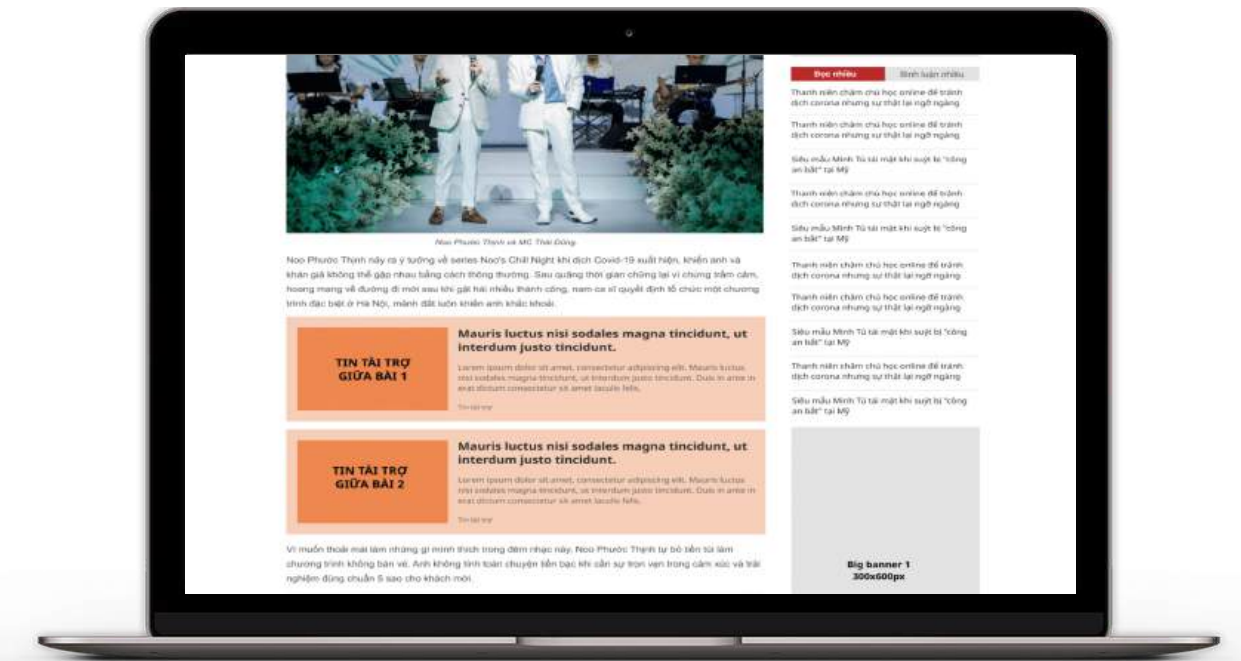 Noo Phước Thịnh và MC Thái Dũng.
Noo Phước Thịnh nảy ra ý tưởng về series Noo's Chill Night khi dịch Covid-19 xuất hiện, khiến anh và
khán giả không thể gặp nhau bằng cách thông thường. Sau quãng thời gian chững lại vì chứng trầm cảm,
hoang mang về đường đi mới sau khi gặt hái nhiều thành công, nam ca sĩ quyết định tổ chức một chương
trình đặc biệt ở Hà Nội, mảnh đất luôn khiến anh khắc khoải.
TIN TÀI TRỢ
GIỮA BÀI 1
Mauris luctus nisi sodales magna tincidunt, ut
interdum justo tincidunt.
Lorem ipsum dolor sit amet, consectetur adipiscing elit. Mauris luctus
nisi sodales magna tincidunt, ut interdum justo tincidunt. Duis in ante in
erat dictum consectetur sit amet iaculis felis.
Tin tài trợ
TIN TÀI TRỢ
GIỮA BÀI 2
Mauris luctus nisi sodales magna tincidunt, ut
interdum justo tincidunt.
Lorem ipsum dolor sit amet, consectetur adipiscing elit. Mauris luctus
nisi sodales magna tincidunt, ut interdum justo tincidunt. Duis in ante in
erat dictum consectetur sit amet iaculis felis.
Tin tài trợ
Vì muốn thoải mái làm những gì mình thích trong đêm nhạc này, Noo Phước Thịnh tự bỏ tiền túi làm
chương trình không bán vé. Anh không tính toán chuyện tiền bạc khi cần sự trọn vẹn trong cảm xúc và trải
nghiệm đúng chuẩn 5 sao cho khách mời.
Đọc nhiều
Bình luận nhiều
Thanh niên chăm chú học online để tránh
dịch corona nhưng sự thật lại ngỡ ngàng
Thanh niên chăm chú học online để tránh
dịch corona nhưng sự thật lại ngỡ ngàng
Siêu mẫu Minh Tú tái mặt khi suýt bị "công
an bắt" tại Mỹ
Thanh niên chăm chú học online để tránh
dịch corona nhưng sự thật lại ngỡ ngàng
Siêu mẫu Minh Tú tái mặt khi suýt bị "công
an bắt" tại Mỹ
Thanh niên chăm chú học online để tránh
dịch corona nhưng sự thật lại ngỡ ngàng
Thanh niên chăm chú học online để tránh
dịch corona nhưng sự thật lại ngỡ ngàng
Siêu mẫu Minh Tú tái mặt khi suýt bị "công
an bắt" tại Mỹ
Thanh niên chăm chú học online để tránh
dịch corona nhưng sự thật lại ngỡ ngàng
Siêu mẫu Minh Tú tái mặt khi suýt bị "công
an bắt" tại Mỹ
Big banner 1
300x600px